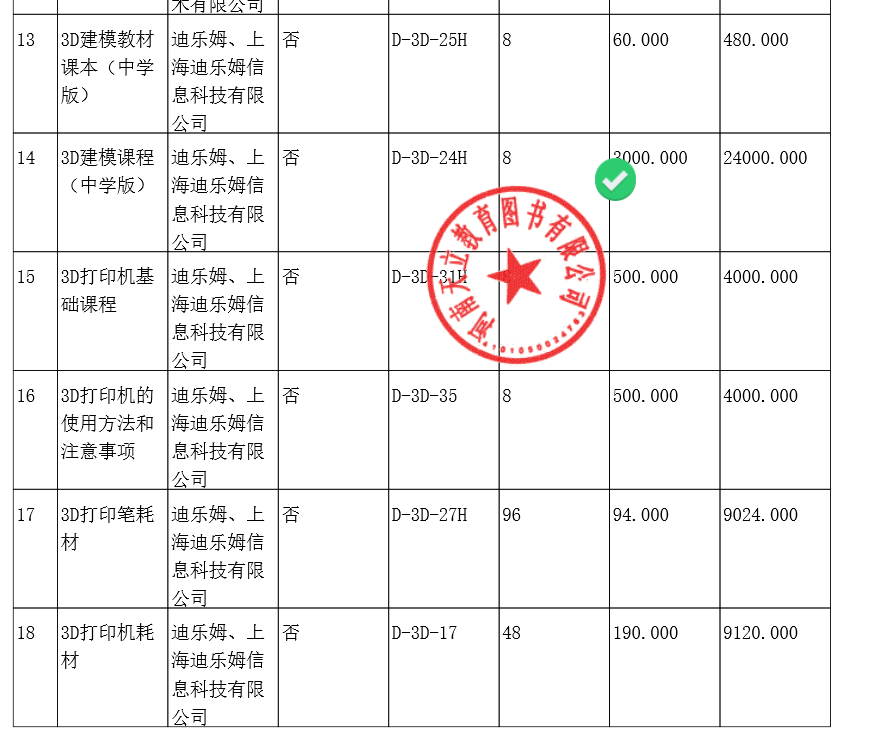 术有限公司
13 3D建模教材 迪乐姆、上 否 D-3D-25H 8 60.000 480.000
课本（中学 海迪乐姆信
版） 息科技有限
公司
14 3D建模课程 迪乐姆、上 否 D-3D-24H 8 3000.000 24000.000
（中学版） 海迪乐姆信
息科技有限
公司
15 3D打印机基 迪乐姆、上 否 D-3D-31H 500.000 4000.000
础课程 海迪乐姆信
息科技有限
公司
河南天立教育图书有限公司
16 3D打印机的 迪乐姆、上 否 D-3D-35 8 500.000 4000.000
使用方法和 海迪乐姆信
注意事项 息科技有限
公司
17 3D打印笔耗 迪乐姆、上 否 D-3D-27H 96 94.000 9024.000
材 海迪乐姆信
息科技有限
公司
18 3D打印机耗 迪乐姆、上 否 D-3D-17 48 190.000 9120.000
材 海迪乐姆信
息科技有限
公司